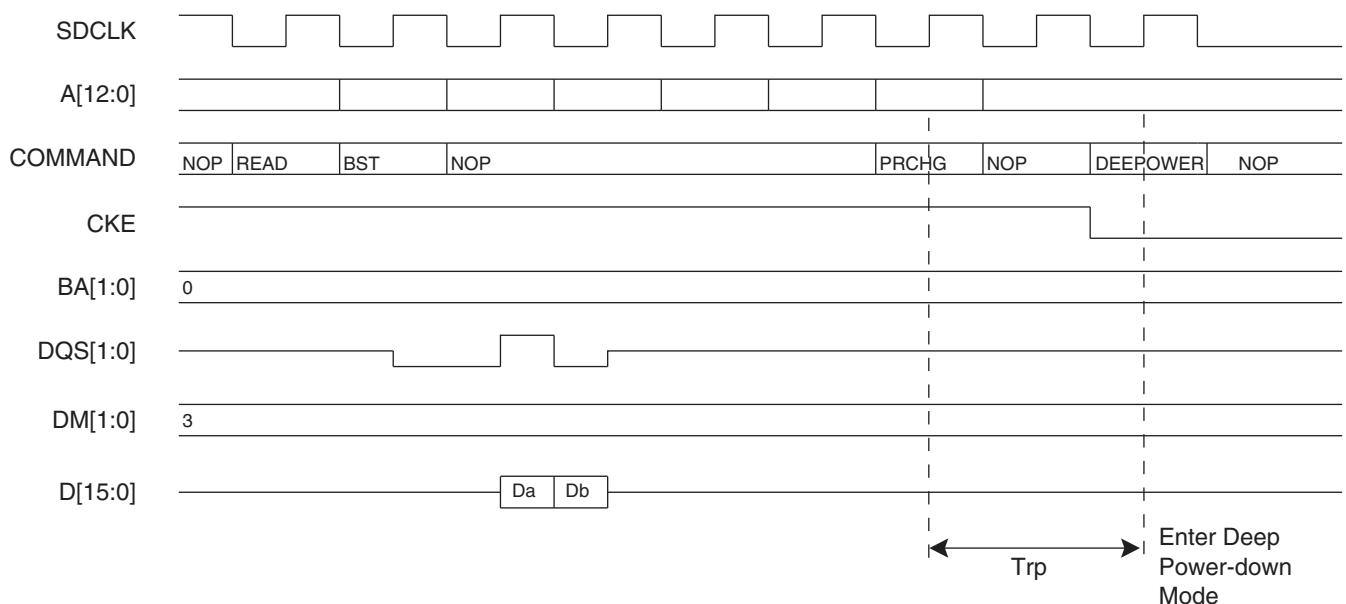 SDCLK
A[12:0]
COMMAND NOP READ BST NOP PRCHG NOP DEEPOWER NOP
CKE
BA[1:0] 0
DQS[1:0]
DM[1:0] 3
D[15:0] Da Db
Trp
Enter Deep
Power-down
Mode